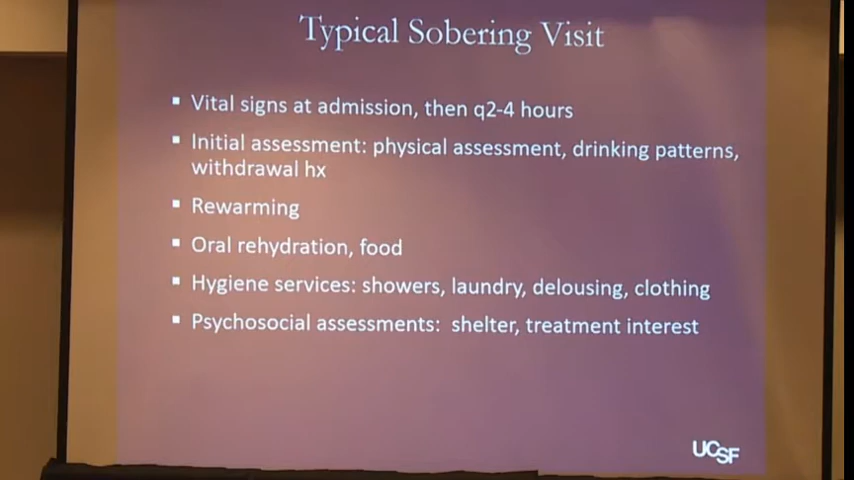 Typical Sobering Visit
▪ Vital signs at admission, then q2-4 hours
▪ Initial assessment: physical assessment, drinking patterns,
withdrawal hx
▪ Rewarming
▪ Oral rehydration, food
▪ Hygiene services: showers, laundry, delousing, clothing
▪ Psychosocial assessments: shelter, treatment interest
UCSF